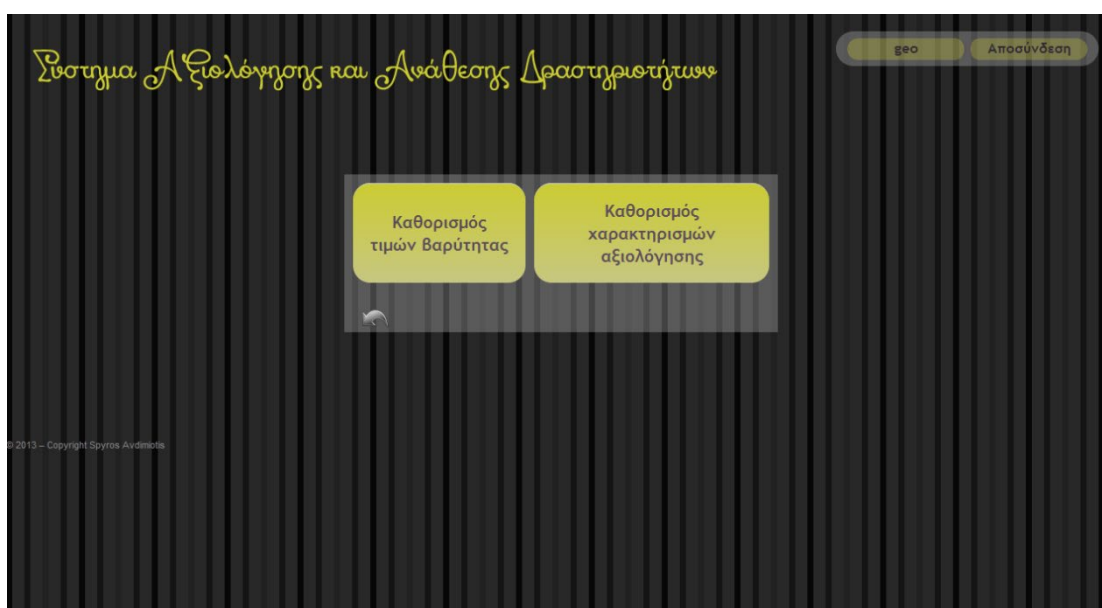 Σύστημα Αξιολόγησης και Ανάθεσης Δραστηριοτήτων
geo
Αποσύνδεση
Καθορισμός
τιμών βαρύτητας
Καθορισμός
χαρακτηρισμών
αξιολόγησης
© 2013 – Copyright Spyros Avdimiotis